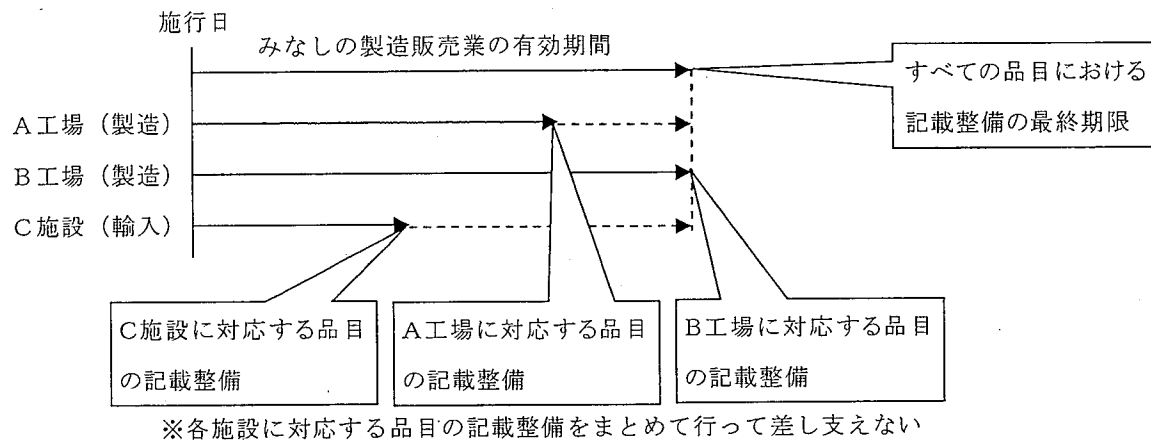 施行日
みなしの製造販売業の有効期間
すべての品目における
記載整備の最終期限
A工場（製造）
B工場（製造）
C施設（輸入）
C施設に対応する品目
の記載整備
A工場に対応する品目
の記載整備
B工場に対応する品目
の記載整備
※各施設に対応する品目の記載整備をまとめて行って差し支えない